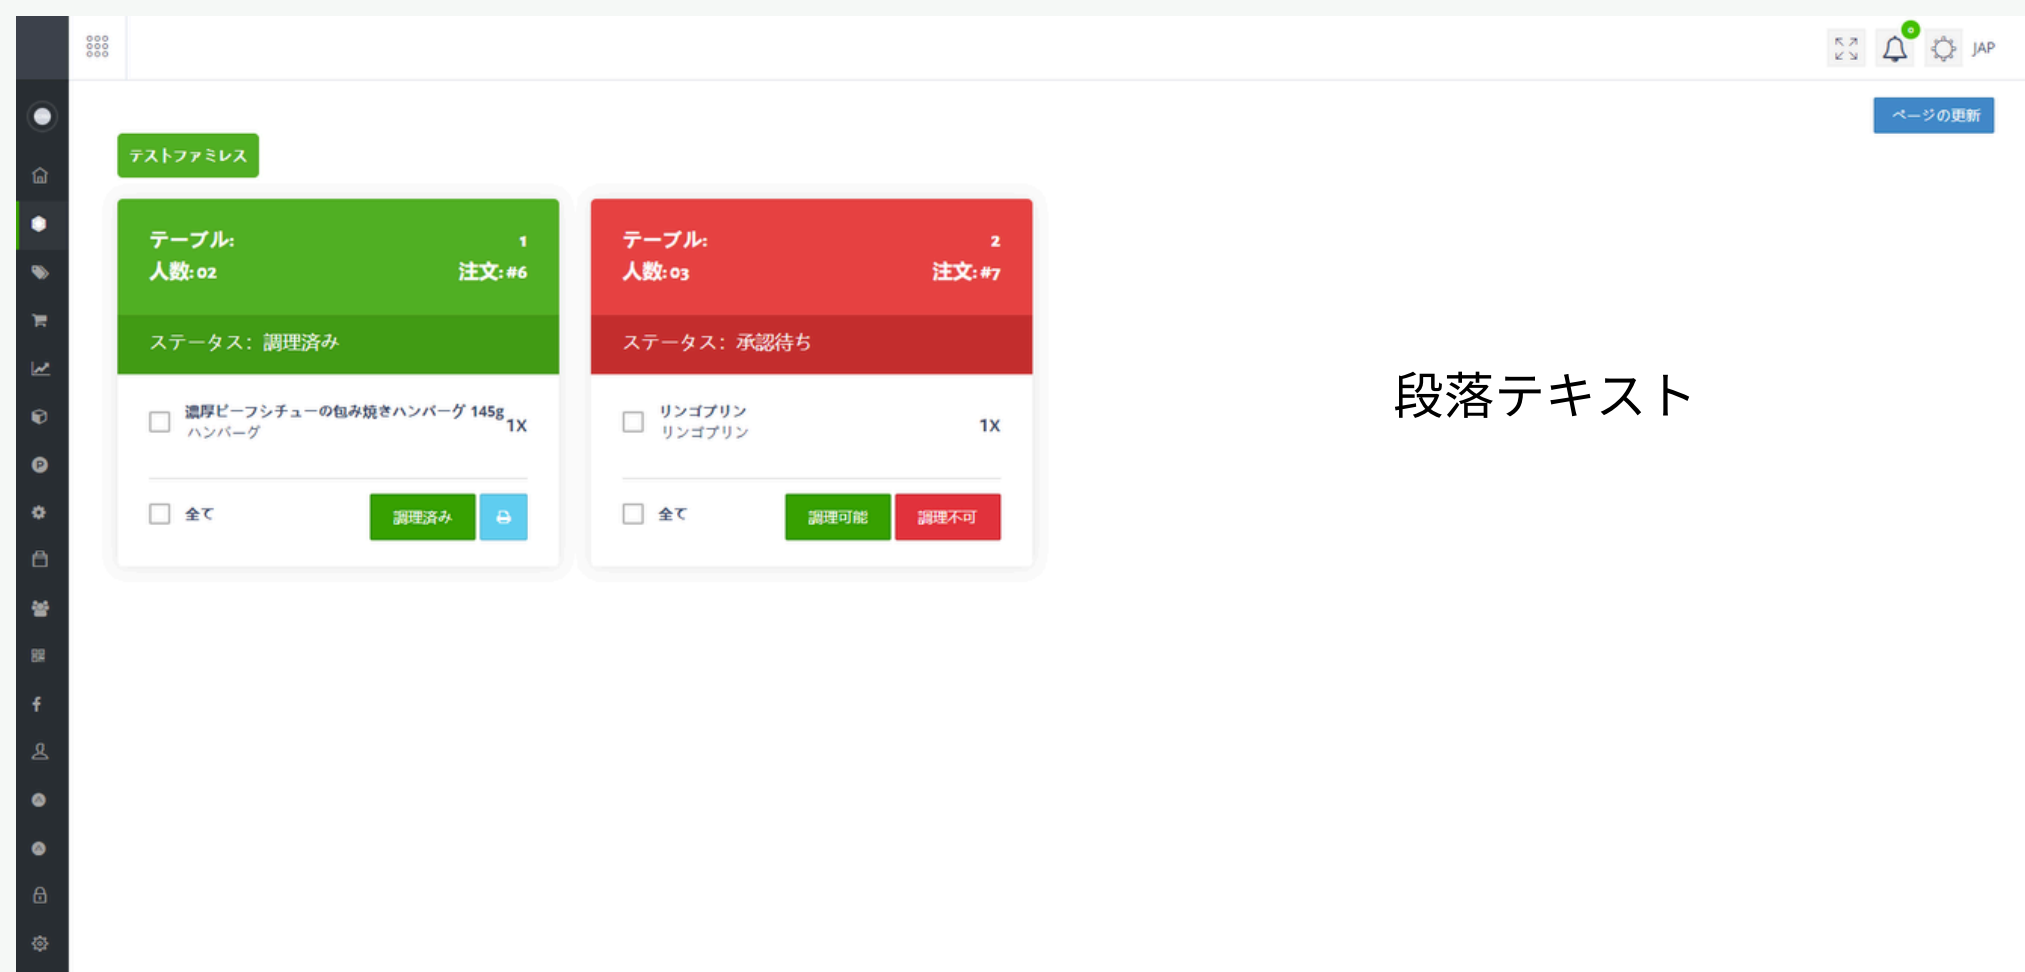 0
JAP
ページの更新
テストファミレス
テーブル: 1
人数: 02 注文: #6
ステータス: 調理済み
濃厚ビーフシチューの包み焼きハンバーグ 145g
ハンバーグ
1X
全て
調理済み
テーブル: 2
人数: 03 注文: #7
ステータス: 承認待ち
リンゴプリン
リンゴプリン
1X
全て
調理可能
調理不可
段落テキスト